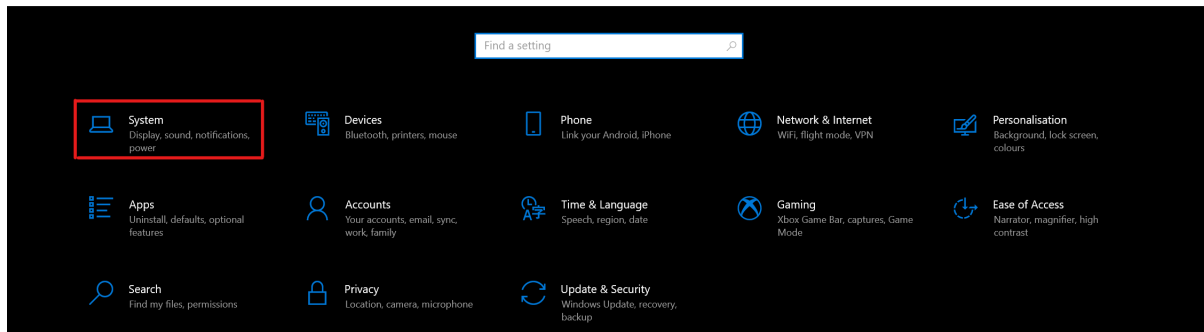 Find a setting
System
Display, sound, notifications,
power
Devices
Bluetooth, printers, mouse
Phone
Link your Android, iPhone
Network & Internet
WiFi, flight mode, VPN
Personalisation
Background, lock screen,
colours
Apps
Uninstall, defaults, optional
features
Accounts
Your accounts, email, sync,
work, family
Time & Language
Speech, region, date
Gaming
Xbox Game Bar, captures, Game
Mode
Ease of Access
Narrator, magnifier, high
contrast
Search
Find my files, permissions
Privacy
Location, camera, microphone
Update & Security
Windows Update, recovery,
backup